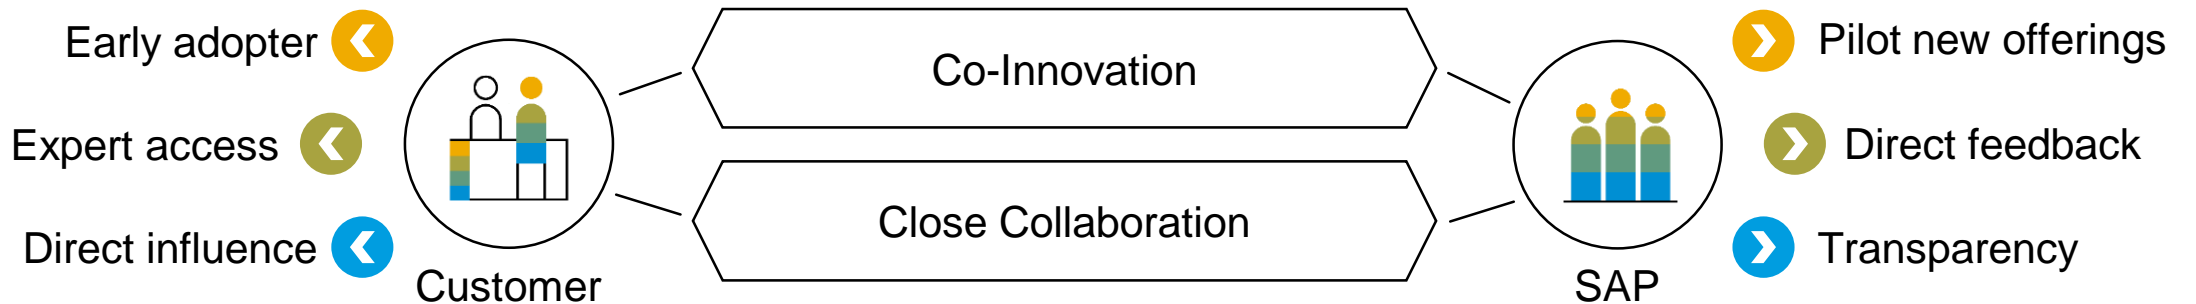 Early adopter
Expert access
Direct influence
Customer
Co-Innovation
Close Collaboration
SAP
Pilot new offerings
Direct feedback
Transparency